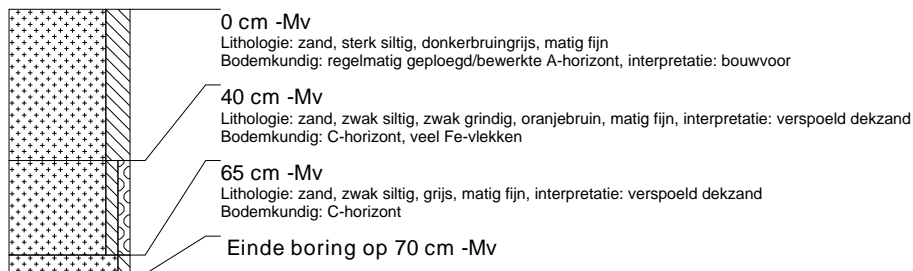 0 cm -Mv
Lithologie: zand, sterk siltig, donkerbruingrijs, matig fijn
Bodemkundig: regelmatig geploegd/bewerkte A-horizont, interpretatie: bouwvoor
40 cm -Mv
Lithologie: zand, zwak siltig, zwak grindig, oranjebruin, matig fijn, interpretatie: verspoeld dekzand
Bodemkundig: C-horizont, veel Fe-vlekken
65 cm -Mv
Lithologie: zand, zwak siltig, grijs, matig fijn, interpretatie: verspoeld dekzand
Bodemkundig: C-horizont
Einde boring op 70 cm -Mv